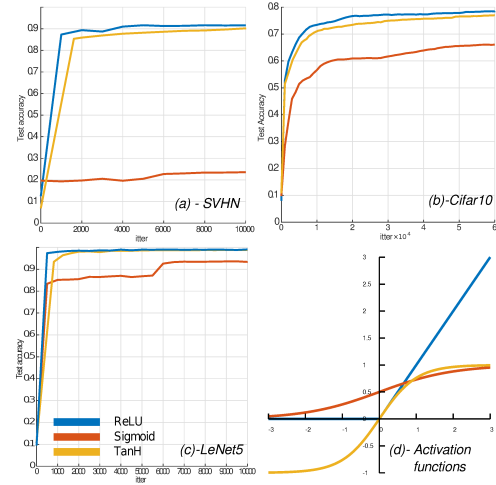 0.9
0.8
0.7
0.6
0.5
0.4
0.3
0.2
0.1
0
Test accuracy
0 2000 4000 6000 8000 10000
itter
(a) - SVHN
0.8
0.7
0.6
0.5
0.4
0.3
0.2
0.1
0
Test Accuracy
0 1 2 3 4 5 6
itter×10⁴
(b)-Cifar10
0.9
0.8
0.7
0.6
0.5
0.4
0.3
0.2
0.1
0
Test accuracy
0 1000 2000 3000 4000 5000 6000 7000 8000 9000 10000
itter
ReLU
Sigmoid
TanH
(c)-LeNet5
3
2.5
2
1.5
1
0.5
-3 -2 -1 0 1 2 3
-0.5
-1
(d)- Activation
functions